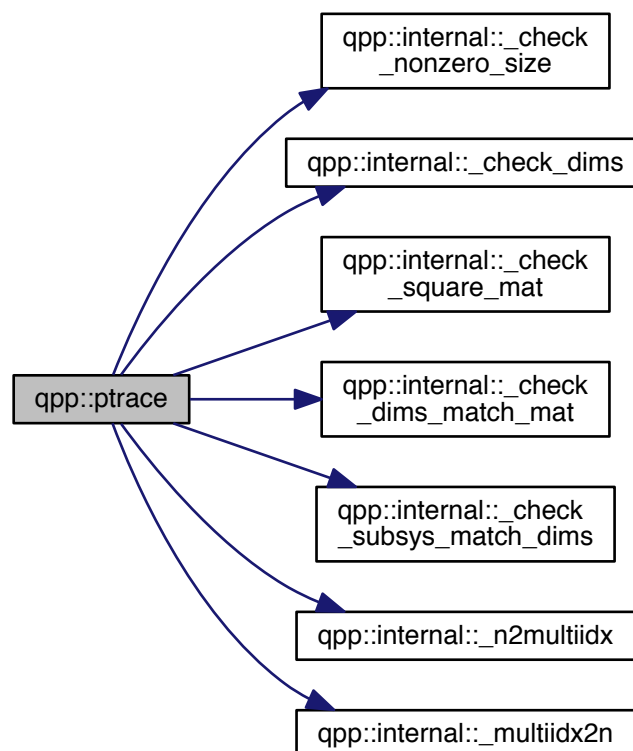 qpp::internal::_check
_nonzero_size
qpp::internal::_check_dims
qpp::internal::_check
_square_mat
qpp::ptrace
qpp::internal::_check
_dims_match_mat
qpp::internal::_check
_subsys_match_dims
qpp::internal::_n2multiidx
qpp::internal::_multiidx2n